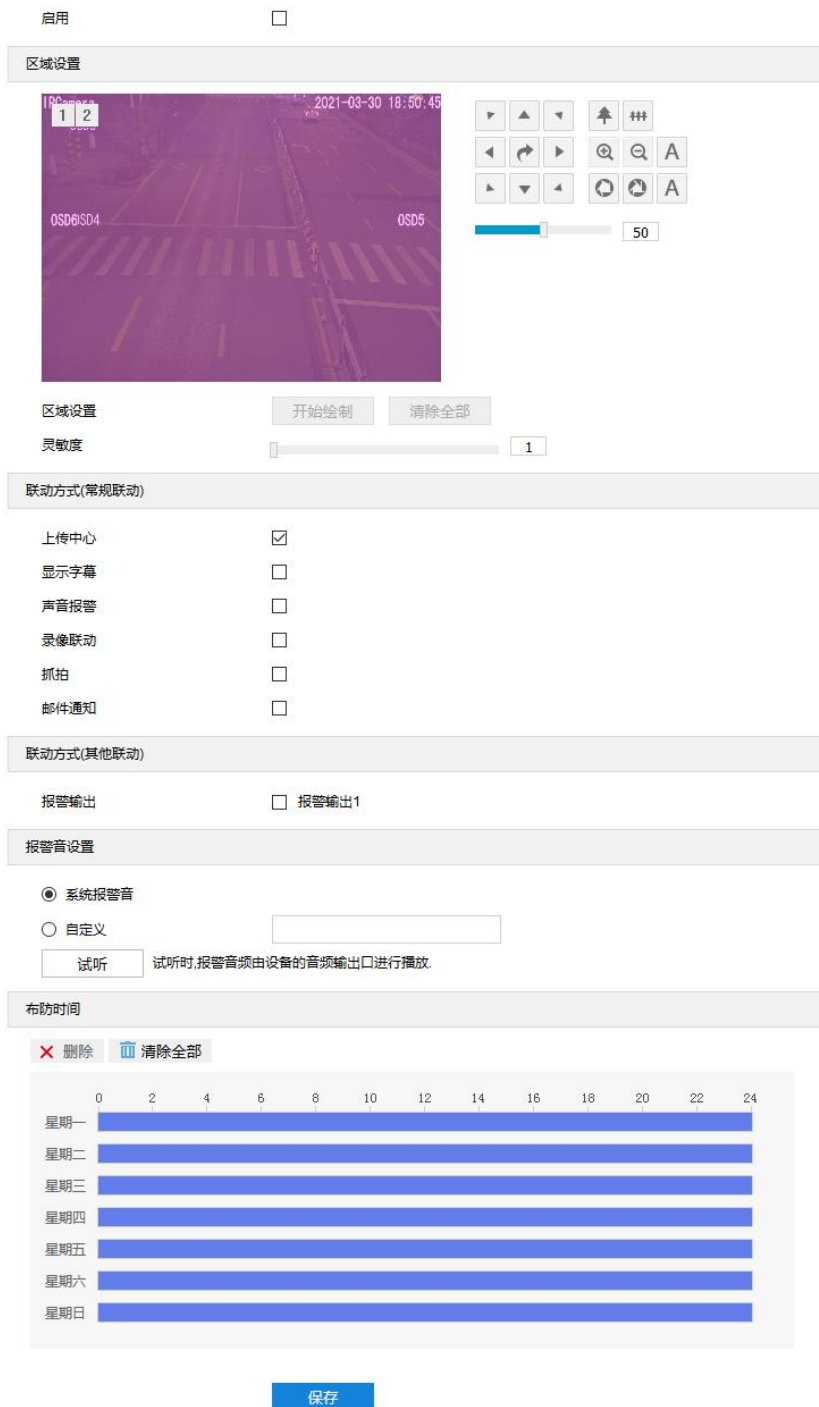 启用
区域设置
IRCamera 2021-03-30 18:50:45
1 2
OSD6 OSD4 OSD5
A
A
50
区域设置 开始绘制 清除全部
灵敏度 1
联动方式(常规联动)
上传中心
显示字幕
声音报警
录像联动
抓拍
邮件通知
联动方式(其他联动)
报警输出 报警输出1
报警音设置
系统报警音
自定义
试听 试听时,报警音频由设备的音频输出口进行播放.
布防时间
删除 清除全部
0 2 4 6 8 10 12 14 16 18 20 22 24
星期一
星期二
星期三
星期四
星期五
星期六
星期日
保存